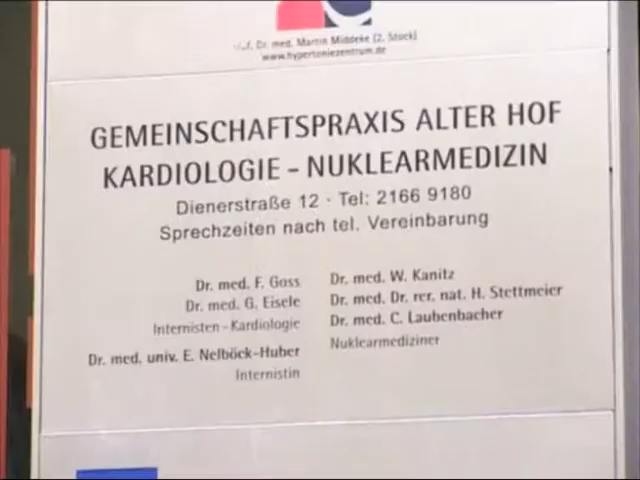 Dr. med. Martin Middeke (2. Stock)
www.hypertoniezentrum.de
GEMEINSCHAFTSPRAXIS ALTER HOF
KARDIOLOGIE - NUKLEARMEDIZIN
Dienerstraße 12 · Tel: 2166 9180
Sprechzeiten nach tel. Vereinbarung
Dr. med. F. Goss
Dr. med. G. Eisele
Internisten - Kardiologie
Dr. med. univ. E. Nelböck-Huber
Internistin
Dr. med. W. Kanitz
Dr. med. Dr. rer. nat. H. Stettmeier
Dr. med. C. Laubenbacher
Nuklearmediziner